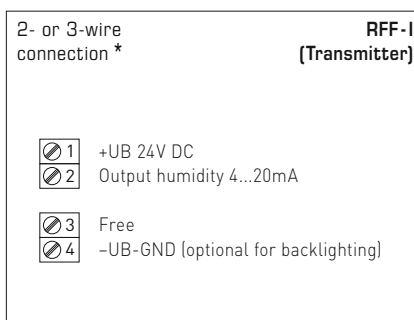 2- or 3-wire
connection *
RFF-I
(Transmitter)
1 +UB 24V DC
2 Output humidity 4...20mA
3 Free
4 –UB-GND (optional for backlighting)